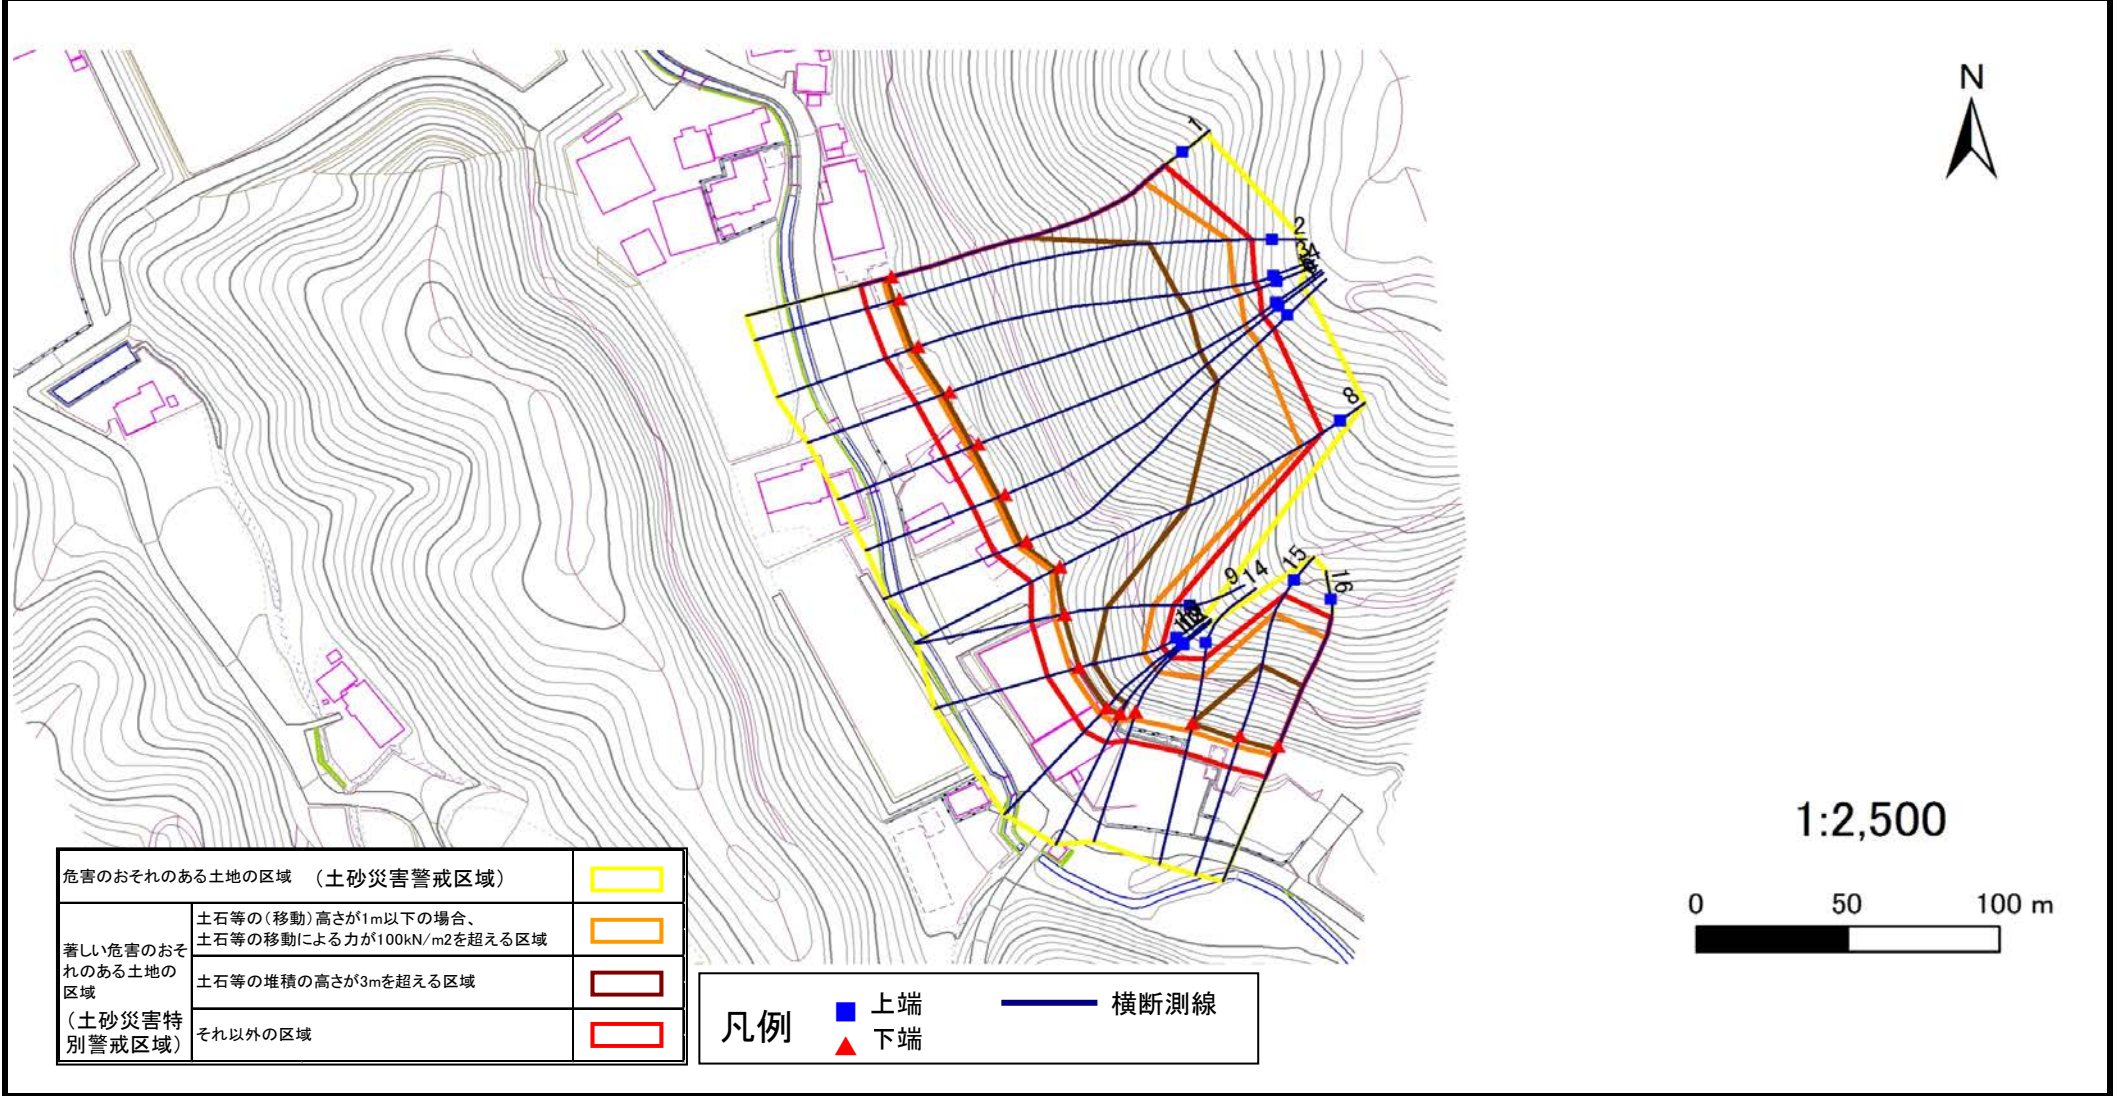 N
1
2
3
4
8
15
16
9
14
1:2,500
0 50 100 m
危害のおそれのある土地の区域 （土砂災害警戒区域）
著しい危害のおそ
れのある土地の
区域
（土砂災害特
別警戒区域）
土石等の（移動）高さが1m以下の場合、
土石等の移動による力が100kN/m2を超える区域
土石等の堆積の高さが3mを超える区域
それ以外の区域
凡例
上端
下端
横断測線